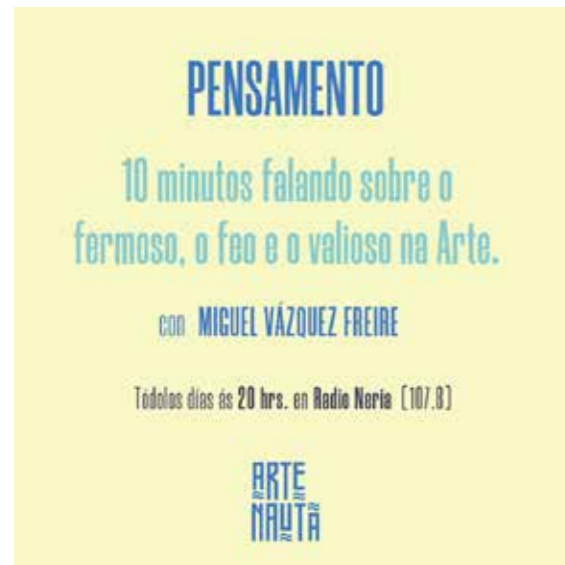 PENSAMENTO
10 minutos falando sobre o
fermoso, o feo e o valioso na Arte.
con MIGUEL VÁZQUEZ FREIRE
Tódolos días ás 20 hrs. en Radio Neria (107.8)
ARTE
NAUTA